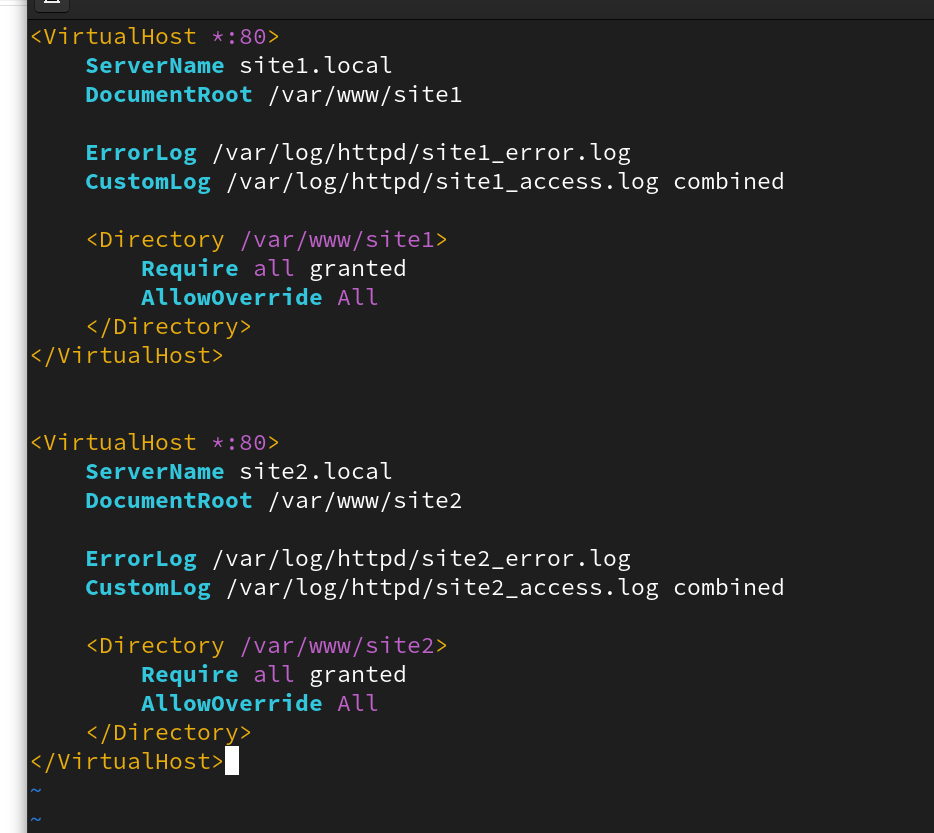 <VirtualHost *:80>
    ServerName site1.local
    DocumentRoot /var/www/site1

    ErrorLog /var/log/httpd/site1_error.log
    CustomLog /var/log/httpd/site1_access.log combined

    <Directory /var/www/site1>
        Require all granted
        AllowOverride All
    </Directory>
</VirtualHost>


<VirtualHost *:80>
    ServerName site2.local
    DocumentRoot /var/www/site2

    ErrorLog /var/log/httpd/site2_error.log
    CustomLog /var/log/httpd/site2_access.log combined

    <Directory /var/www/site2>
        Require all granted
        AllowOverride All
    </Directory>
</VirtualHost>
~
~